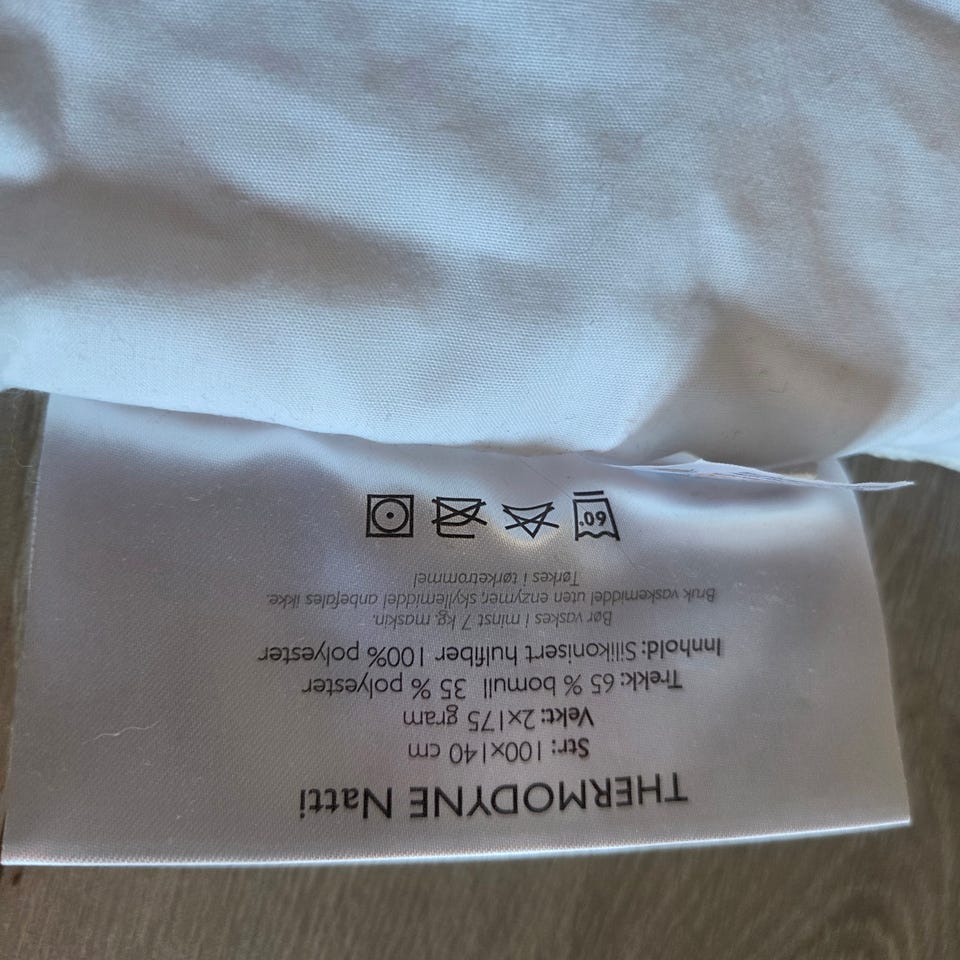 THERMODYNE Natti
Str: 100x140 cm
Vekt: 2x175 gram
Trekk: 65 % bomull 35 % polyester
Innhold: Silikonisert hulfiber 100% polyester
Bør vaskes i minst 7 kg. maskin.
Bruk vaskemiddel uten enzymer, skyllemiddel anbefales ikke.
Tørkes i tørketrommel
60°